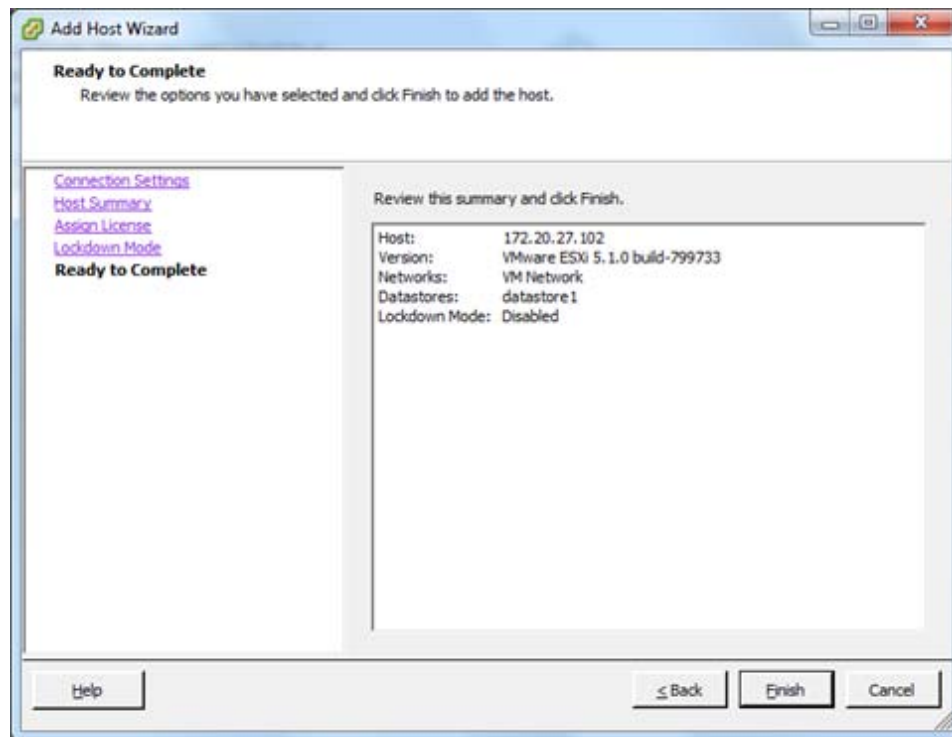 Add Host Wizard
Ready to Complete
Review the options you have selected and click Finish to add the host.
Connection Settings
Host Summary
Assign License
Lockdown Mode
Ready to Complete
Review this summary and click Finish.
Host: 172.20.27.102
Version: VMware ESXi 5.1.0 build-799733
Networks: VM Network
Datastores: datastore1
Lockdown Mode: Disabled
Help
≤ Back
Finish
Cancel